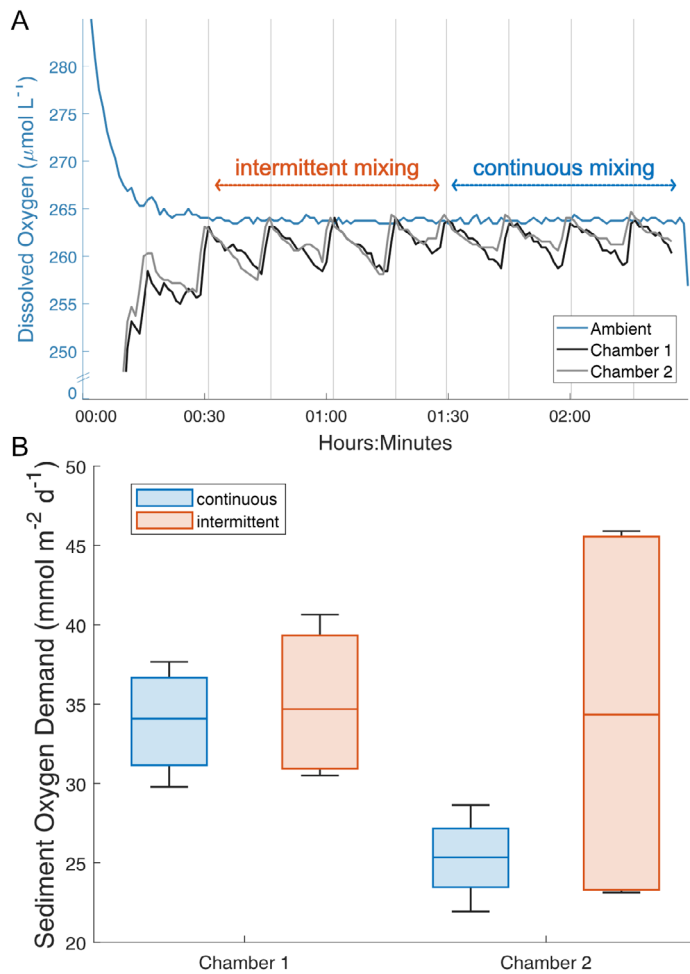 A
280
275
270
265
260
255
250
0
Dissolved Oxygen (μmol L⁻¹)
intermittent mixing
continuous mixing
Ambient
Chamber 1
Chamber 2
00:00
00:30
01:00
01:30
02:00
Hours:Minutes
B
50
45
40
35
30
25
20
Sediment Oxygen Demand (mmol m⁻² d⁻¹)
continuous
intermittent
Chamber 1
Chamber 2